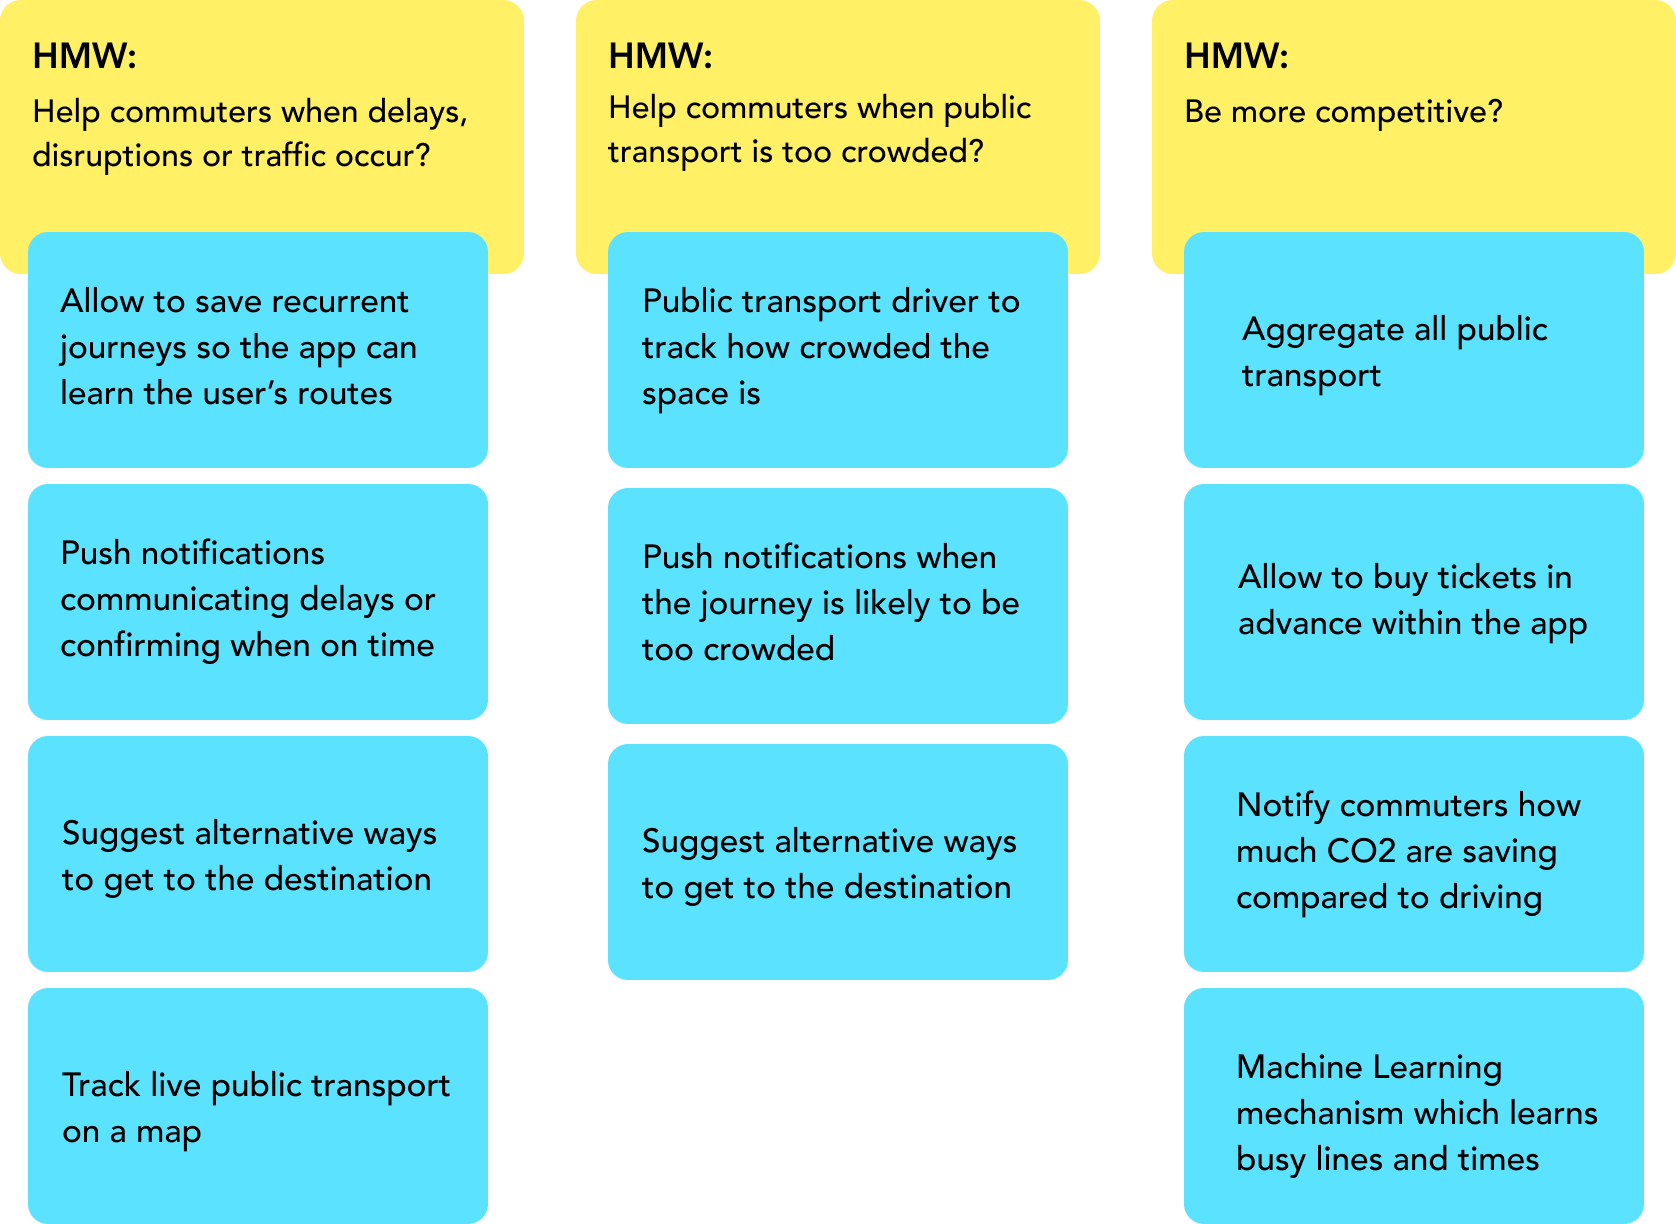 HMW:
Help commuters when delays,
disruptions or traffic occur?
Allow to save recurrent
journeys so the app can
learn the user’s routes
Push notifications
communicating delays or
confirming when on time
Suggest alternative ways
to get to the destination
Track live public transport
on a map
HMW:
Help commuters when public
transport is too crowded?
Public transport driver to
track how crowded the
space is
Push notifications when
the journey is likely to be
too crowded
Suggest alternative ways
to get to the destination
HMW:
Be more competitive?
Aggregate all public
transport
Allow to buy tickets in
advance within the app
Notify commuters how
much CO2 are saving
compared to driving
Machine Learning
mechanism which learns
busy lines and times